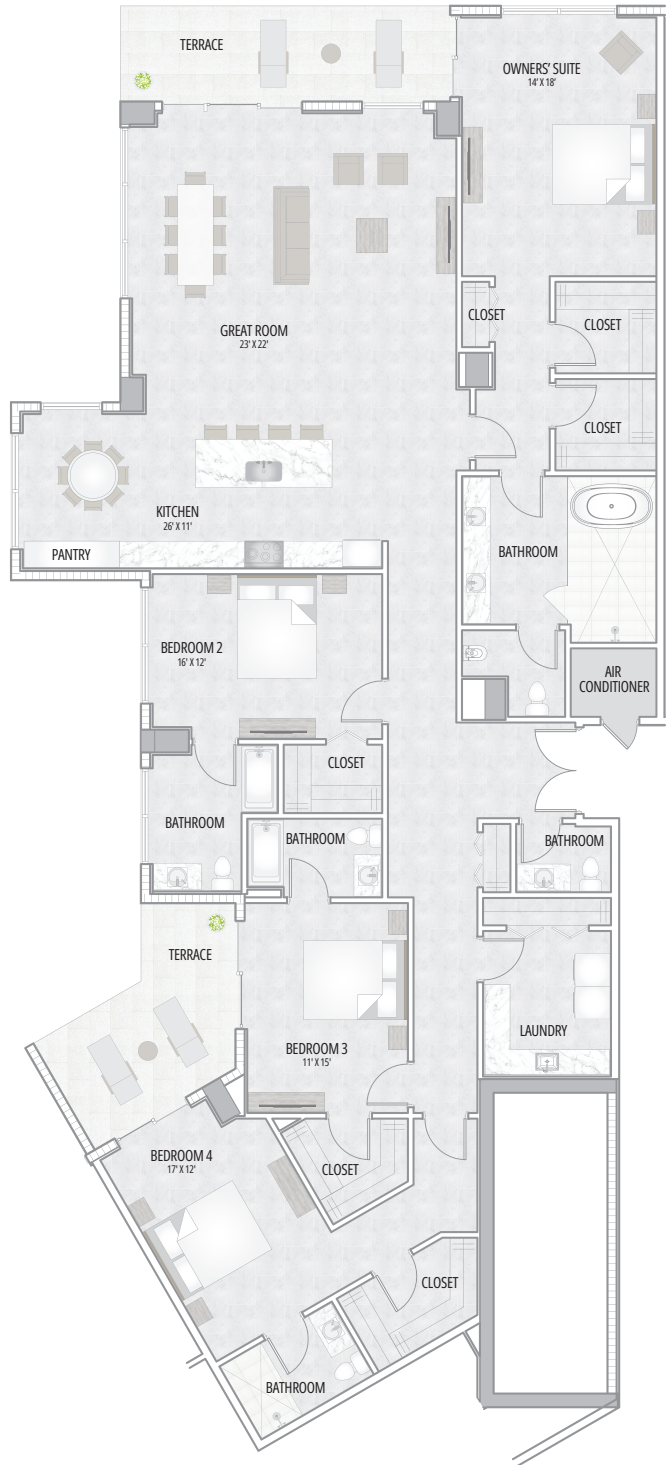 TERRACE
OWNERS' SUITE
14' X 18'
CLOSET
CLOSET
GREAT ROOM
23' X 22'
CLOSET
KITCHEN
26' X 11'
PANTRY
BATHROOM
BEDROOM 2
16' X 12'
AIR
CONDITIONER
CLOSET
BATHROOM
BATHROOM
BATHROOM
TERRACE
LAUNDRY
BEDROOM 3
11' X 15'
BEDROOM 4
17' X 12'
CLOSET
CLOSET
BATHROOM